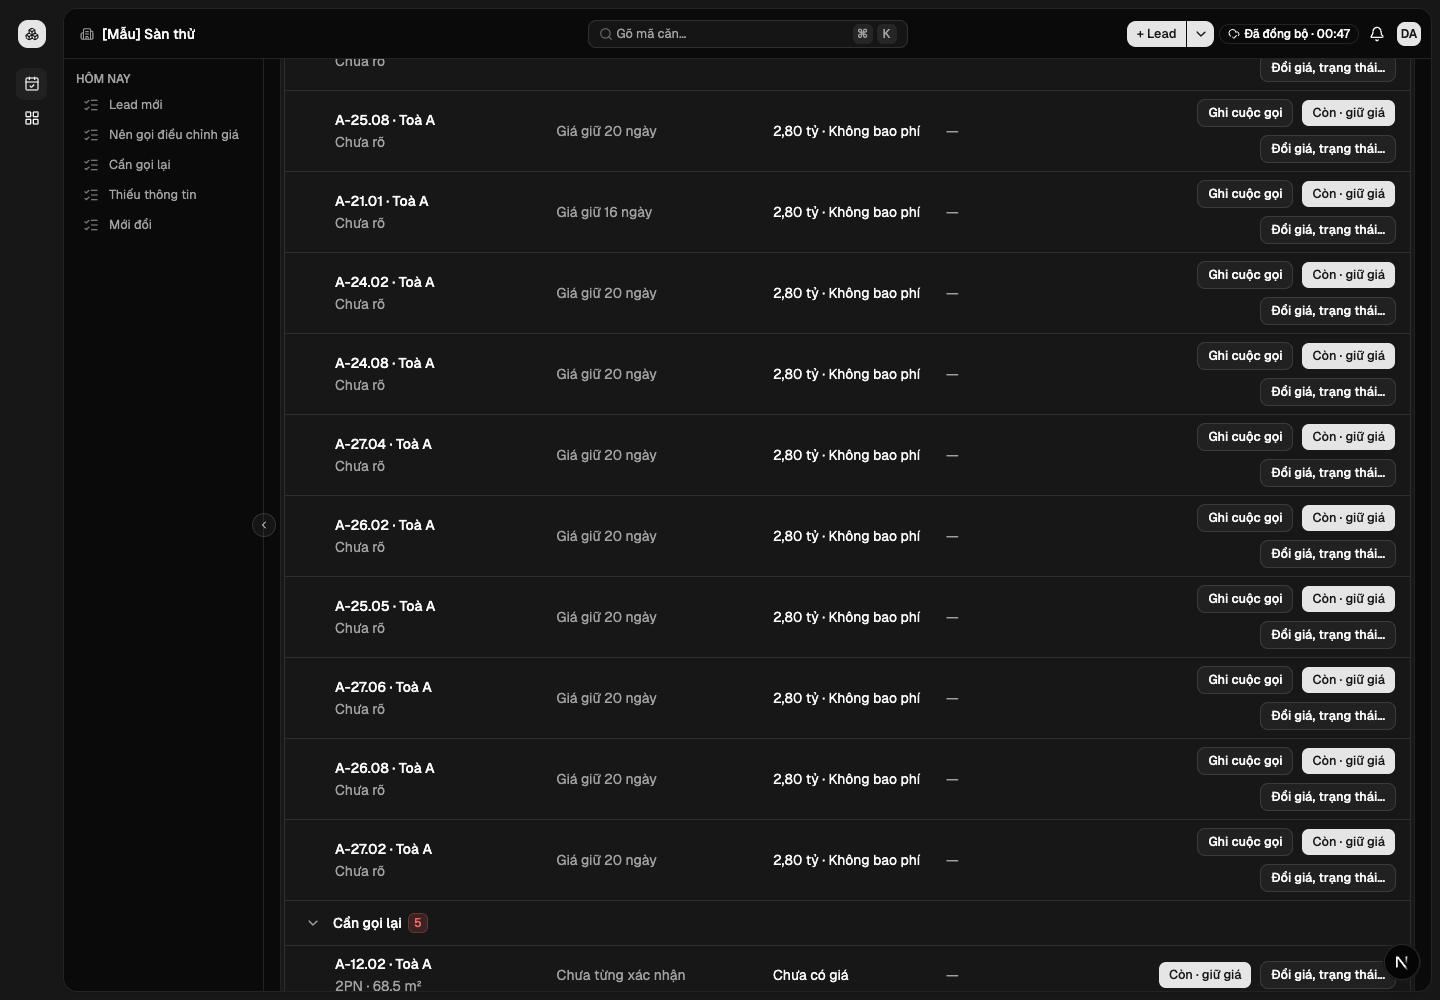 [Mẫu] Sàn thử
Gõ mã căn...
⌘ K
+ Lead
Đã đồng bộ · 00:47
DA
HÔM NAY
Lead mới
Nên gọi điều chỉnh giá
Cần gọi lại
Thiếu thông tin
Mới đổi
Chưa rõ
Đổi giá, trạng thái...
A-25.08 · Toà A
Chưa rõ
Giá giữ 20 ngày
2,80 tỷ · Không bao phí
—
Ghi cuộc gọi
Còn · giữ giá
Đổi giá, trạng thái...
A-21.01 · Toà A
Chưa rõ
Giá giữ 16 ngày
2,80 tỷ · Không bao phí
—
Ghi cuộc gọi
Còn · giữ giá
Đổi giá, trạng thái...
A-24.02 · Toà A
Chưa rõ
Giá giữ 20 ngày
2,80 tỷ · Không bao phí
—
Ghi cuộc gọi
Còn · giữ giá
Đổi giá, trạng thái...
A-24.08 · Toà A
Chưa rõ
Giá giữ 20 ngày
2,80 tỷ · Không bao phí
—
Ghi cuộc gọi
Còn · giữ giá
Đổi giá, trạng thái...
A-27.04 · Toà A
Chưa rõ
Giá giữ 20 ngày
2,80 tỷ · Không bao phí
—
Ghi cuộc gọi
Còn · giữ giá
Đổi giá, trạng thái...
A-26.02 · Toà A
Chưa rõ
Giá giữ 20 ngày
2,80 tỷ · Không bao phí
—
Ghi cuộc gọi
Còn · giữ giá
Đổi giá, trạng thái...
A-25.05 · Toà A
Chưa rõ
Giá giữ 20 ngày
2,80 tỷ · Không bao phí
—
Ghi cuộc gọi
Còn · giữ giá
Đổi giá, trạng thái...
A-27.06 · Toà A
Chưa rõ
Giá giữ 20 ngày
2,80 tỷ · Không bao phí
—
Ghi cuộc gọi
Còn · giữ giá
Đổi giá, trạng thái...
A-26.08 · Toà A
Chưa rõ
Giá giữ 20 ngày
2,80 tỷ · Không bao phí
—
Ghi cuộc gọi
Còn · giữ giá
Đổi giá, trạng thái...
A-27.02 · Toà A
Chưa rõ
Giá giữ 20 ngày
2,80 tỷ · Không bao phí
—
Ghi cuộc gọi
Còn · giữ giá
Đổi giá, trạng thái...
Cần gọi lại 5
A-12.02 · Toà A
2PN · 68.5 m²
Chưa từng xác nhận
Chưa có giá
—
Còn · giữ giá
Đổi giá, trạng thái...
N